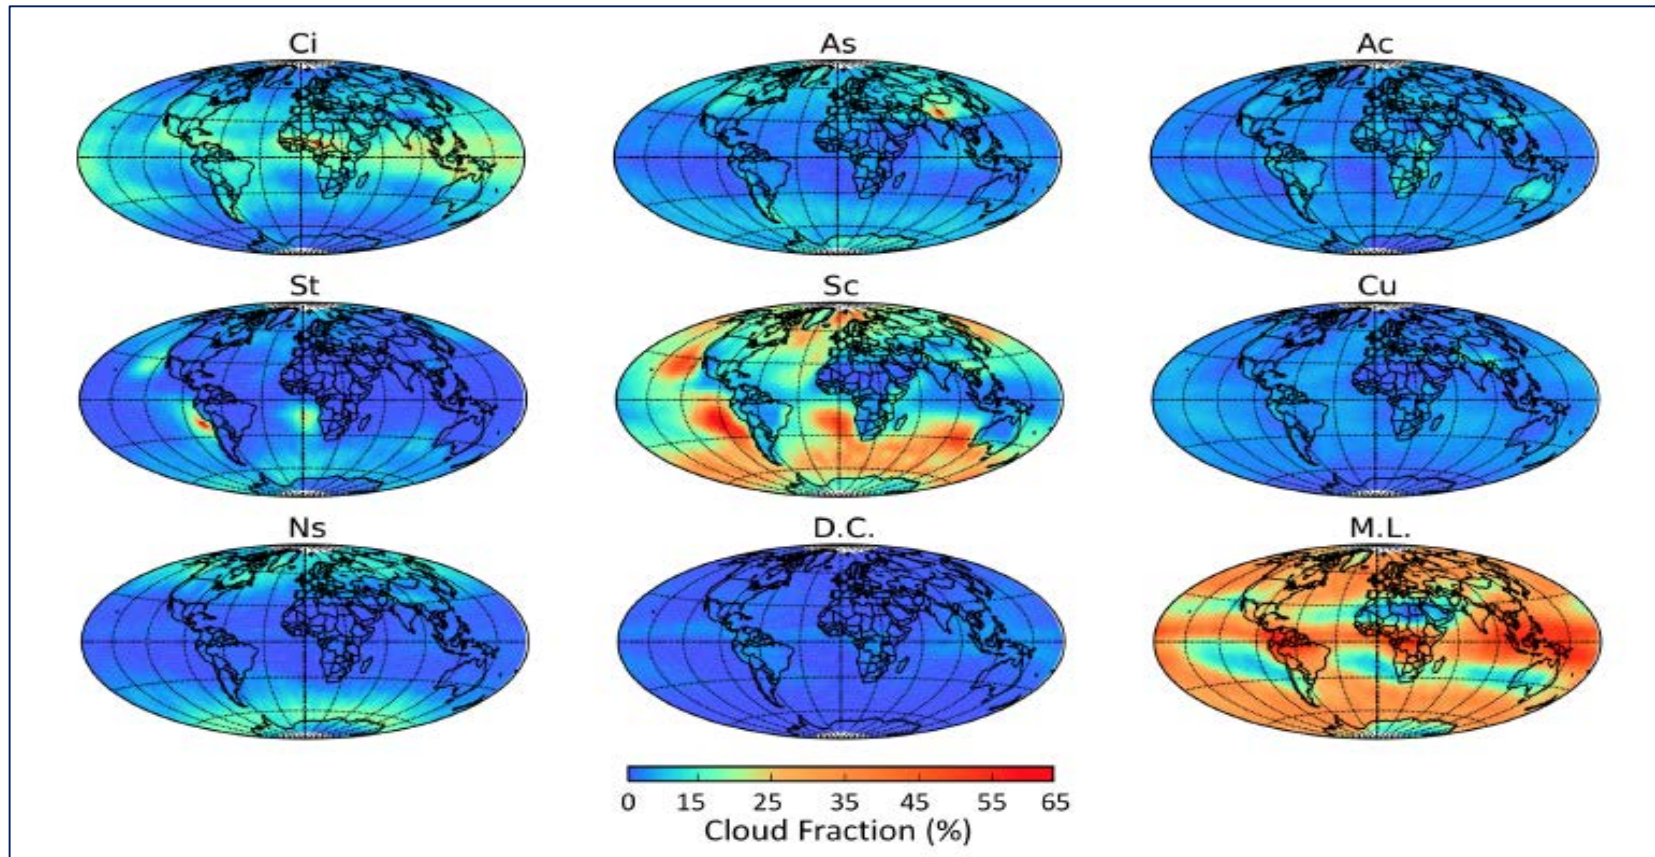 Ci As Ac
St Sc Cu
Ns D.C. M.L.
0 15 25 35 45 55 65
Cloud Fraction (%)